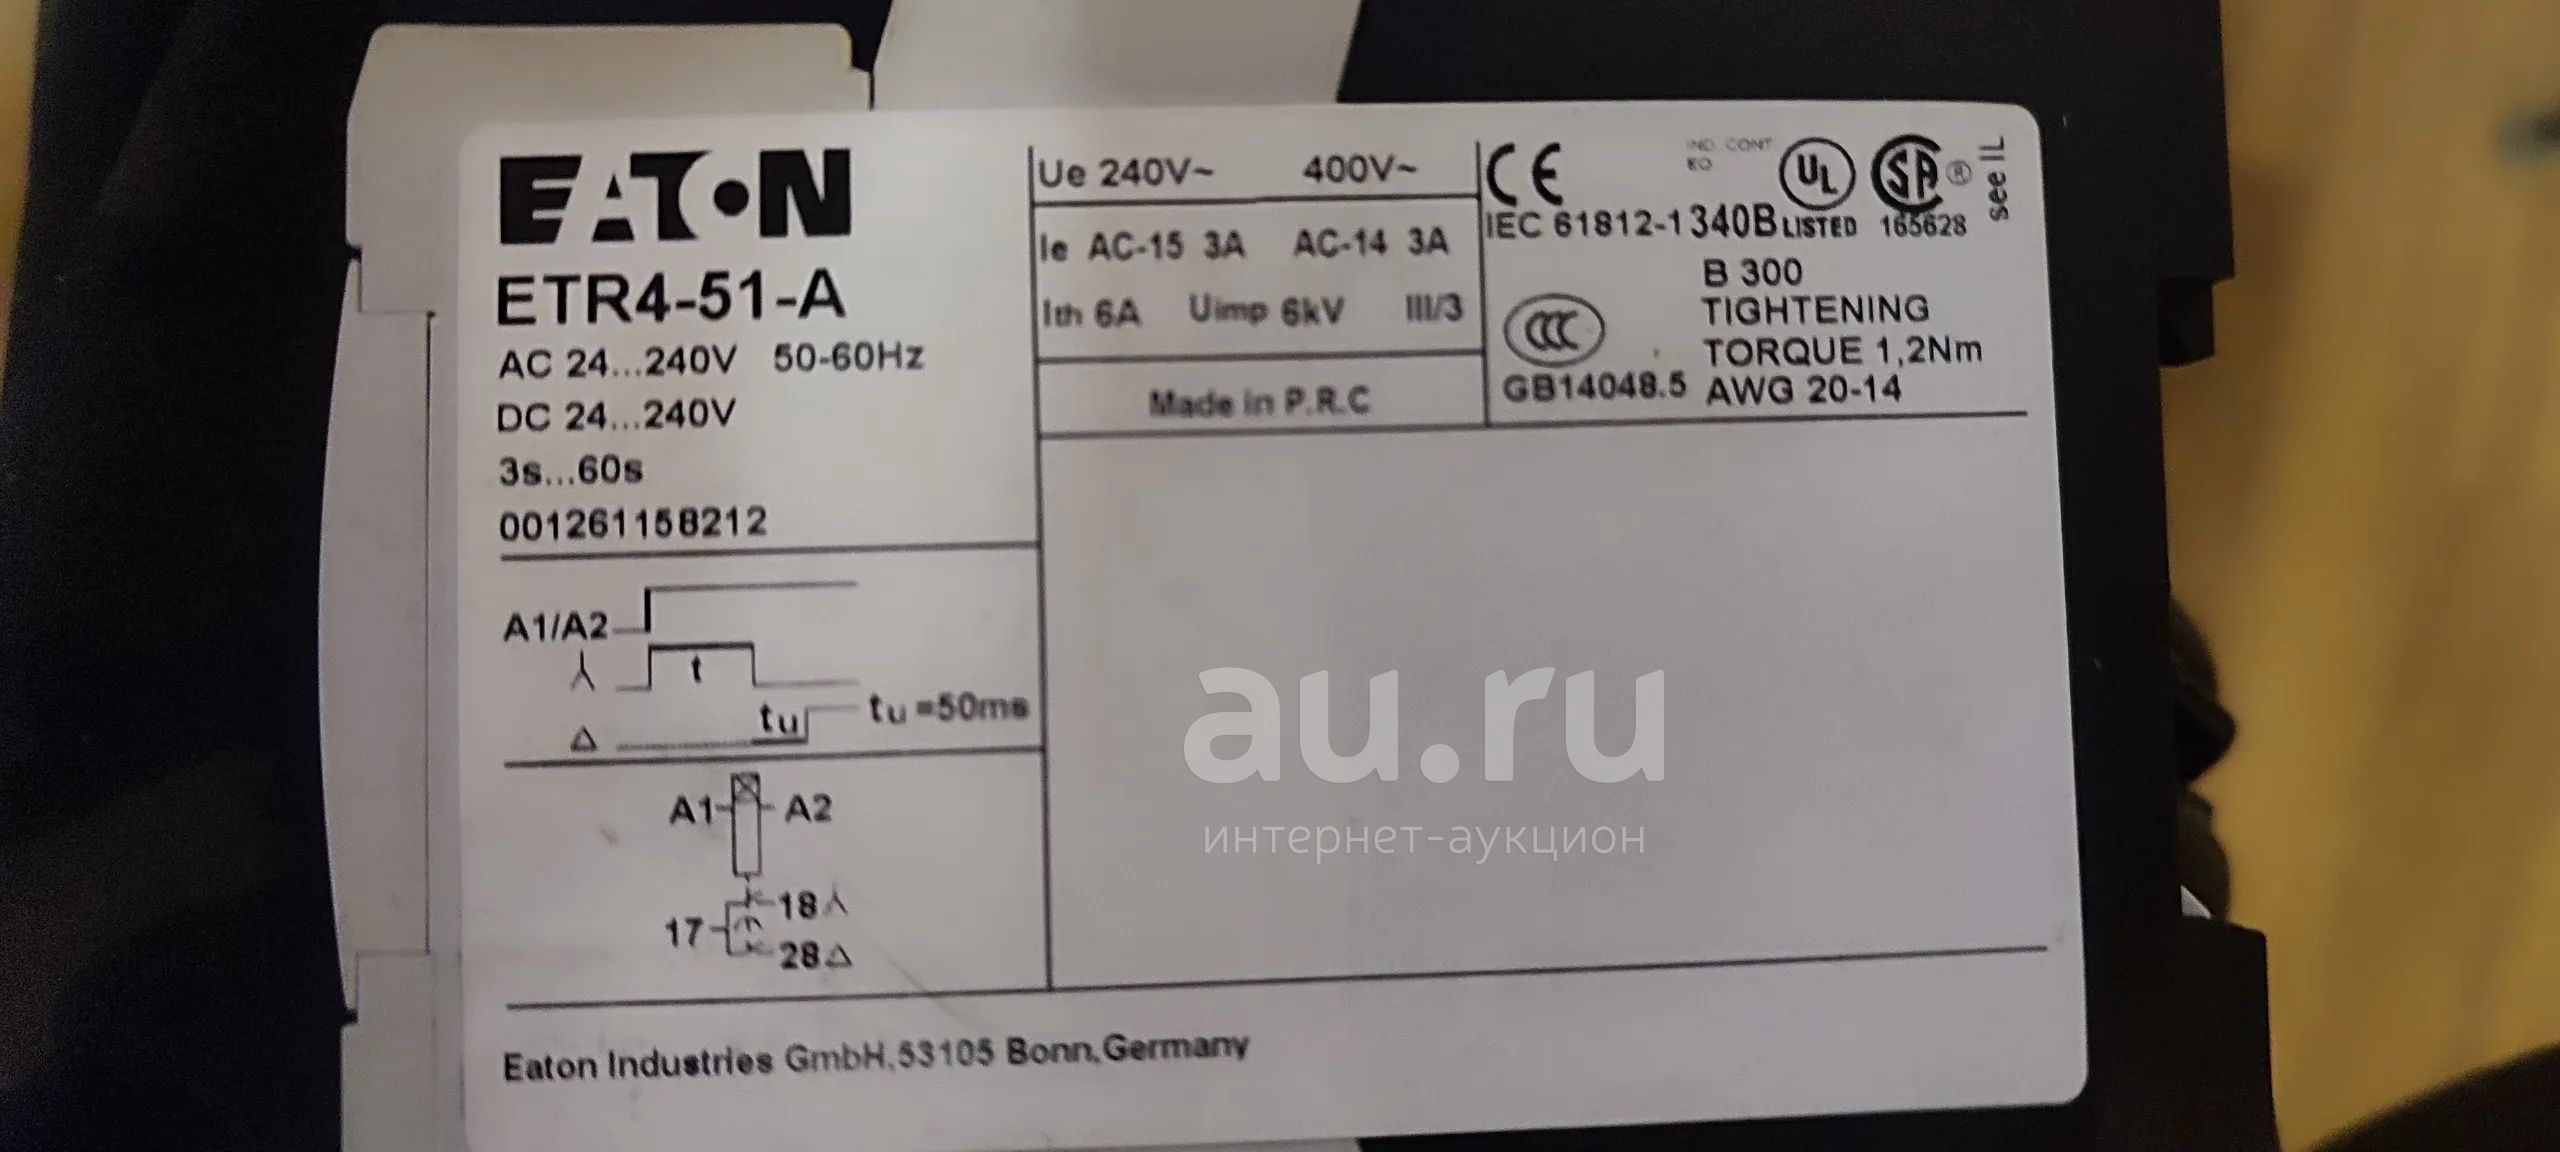 EATON
ETR4-51-A
AC 24...240V 50-60Hz
DC 24...240V
3s...60s
001261158212
A1/A2
t
tu tu =50ms
A1 A2
17 18
28
Ue 240V~ 400V~
Ie AC-15 3A AC-14 3A
Ith 6A Uimp 6kV III/3
Made in P.R.C
CE
IND. CONT
EQ
UL
SA ®
see IL
IEC 61812-1 340B LISTED 165628
B 300
TIGHTENING
TORQUE 1,2Nm
CCC
GB14048.5 AWG 20-14
au.ru
интернет-аукцион
Eaton Industries GmbH,53105 Bonn,Germany